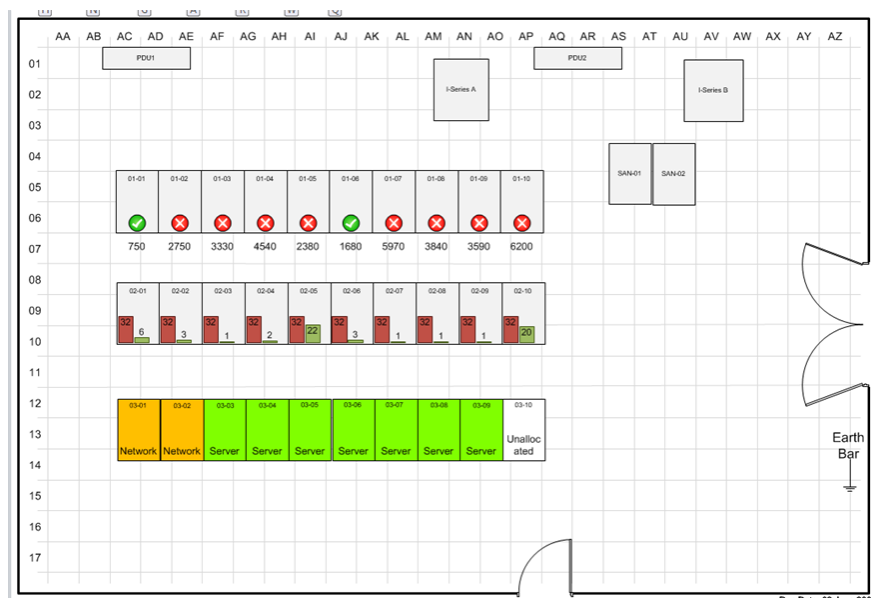 AA AB AC AD AE AF AG AH AI AJ AK AL AM AN AO AP AQ AR AS AT AU AV AW AX AY AZ
01
PDU1
PDU2
02
I-Series A
I-Series B
03
04
SAN-01 SAN-02
05
01-01 01-02 01-03 01-04 01-05 01-06 01-07 01-08 01-09 01-10
06
07
750 2750 3330 4540 2380 1680 5970 3840 3590 6200
08
02-01 02-02 02-03 02-04 02-05 02-06 02-07 02-08 02-09 02-10
09
32 6 32 3 32 1 32 2 32 22 32 3 32 1 32 1 32 1 32 20
10
11
12
03-01 03-02 03-03 03-04 03-05 03-06 03-07 03-08 03-09 03-10
13
Network Network Server Server Server Server Server Server Server
Unalloc
ated
14
Earth
Bar
15
16
17